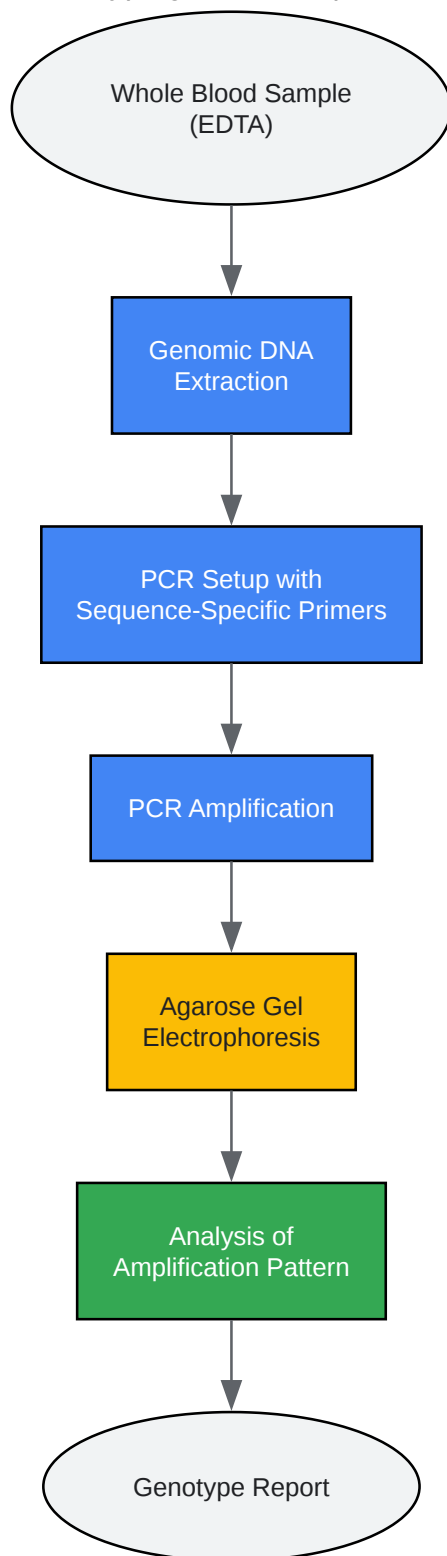 Whole Blood Sample
(EDTA)
Genomic DNA
Extraction
PCR Setup with
Sequence-Specific Primers
PCR Amplification
Agarose Gel
Electrophoresis
Analysis of
Amplification Pattern
Genotype Report